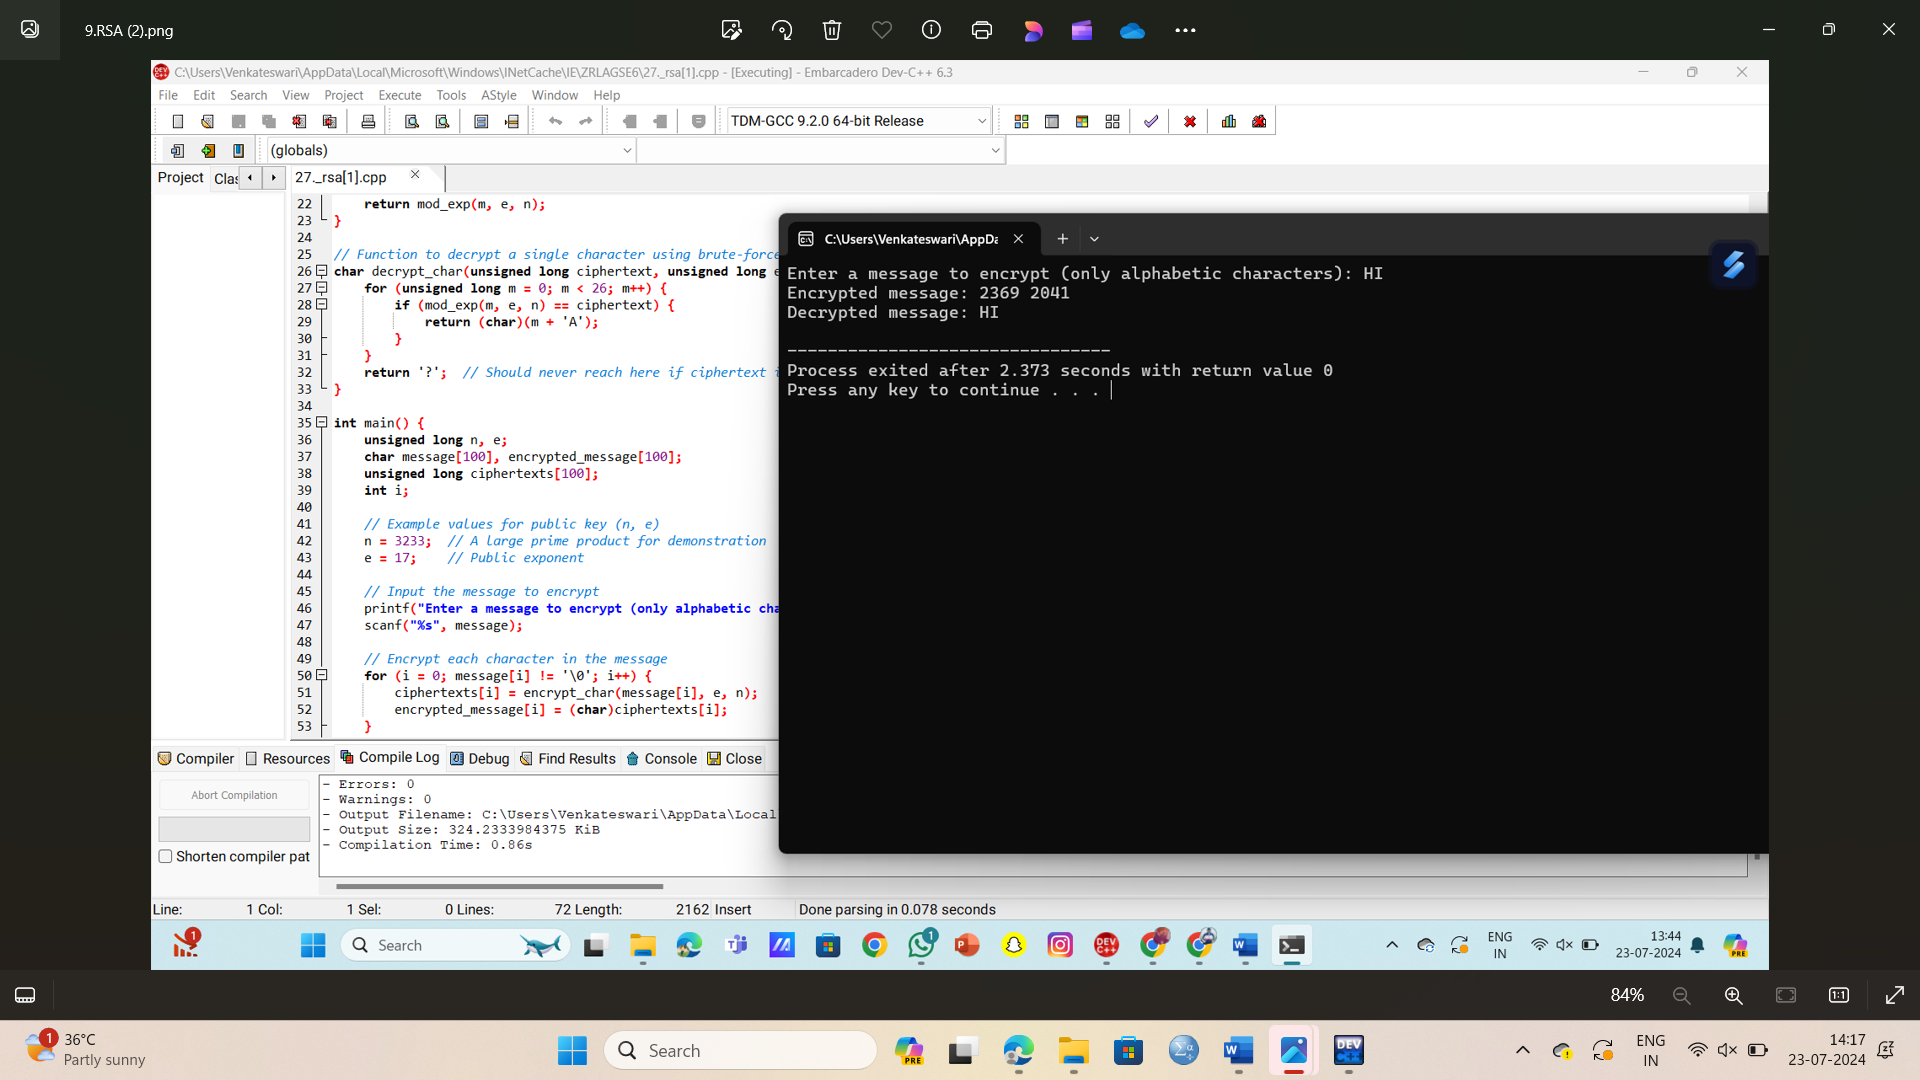 9.RSA (2).png
C:\Users\Venkateswari\AppData\Local\Microsoft\Windows\INetCache\IE\ZRLAGSE6\27._rsa[1].cpp - [Executing] - Embarcadero Dev-C++ 6.3
File Edit Search View Project Execute Tools AStyle Window Help
TDM-GCC 9.2.0 64-bit Release
(globals)
Project Clas 27._rsa[1].cpp
22 return mod_exp(m, e, n);
23 }
24
25 // Function to decrypt a single character using brute-force
26 char decrypt_char(unsigned long ciphertext, unsigned long e
27 for (unsigned long m = 0; m < 26; m++) {
28 if (mod_exp(m, e, n) == ciphertext) {
29 return (char)(m + 'A');
30 }
31 }
32 return '?'; // Should never reach here if ciphertext i
33 }
34
35 int main() {
36 unsigned long n, e;
37 char message[100], encrypted_message[100];
38 unsigned long ciphertexts[100];
39 int i;
40
41 // Example values for public key (n, e)
42 n = 3233; // A large prime product for demonstration
43 e = 17; // Public exponent
44
45 // Input the message to encrypt
46 printf("Enter a message to encrypt (only alphabetic cha
47 scanf("%s", message);
48
49 // Encrypt each character in the message
50 for (i = 0; message[i] != '\0'; i++) {
51 ciphertexts[i] = encrypt_char(message[i], e, n);
52 encrypted_message[i] = (char)ciphertexts[i];
53 }
C:\Users\Venkateswari\AppDa
Enter a message to encrypt (only alphabetic characters): HI
Encrypted message: 2369 2041
Decrypted message: HI
--------------------------------
Process exited after 2.373 seconds with return value 0
Press any key to continue . . .
Compiler Resources Compile Log Debug Find Results Console Close
Abort Compilation
Shorten compiler pat
- Errors: 0
- Warnings: 0
- Output Filename: C:\Users\Venkateswari\AppData\Local
- Output Size: 324.2333984375 KiB
- Compilation Time: 0.86s
Line: 1 Col: 1 Sel: 0 Lines: 72 Length: 2162 Insert Done parsing in 0.078 seconds
1 Search 1 DEV C++ ENG IN 13:44 23-07-2024 PRE
84% 1:1
1 36°C
Partly sunny
Search PRE DEV C++ ENG IN 14:17 23-07-2024